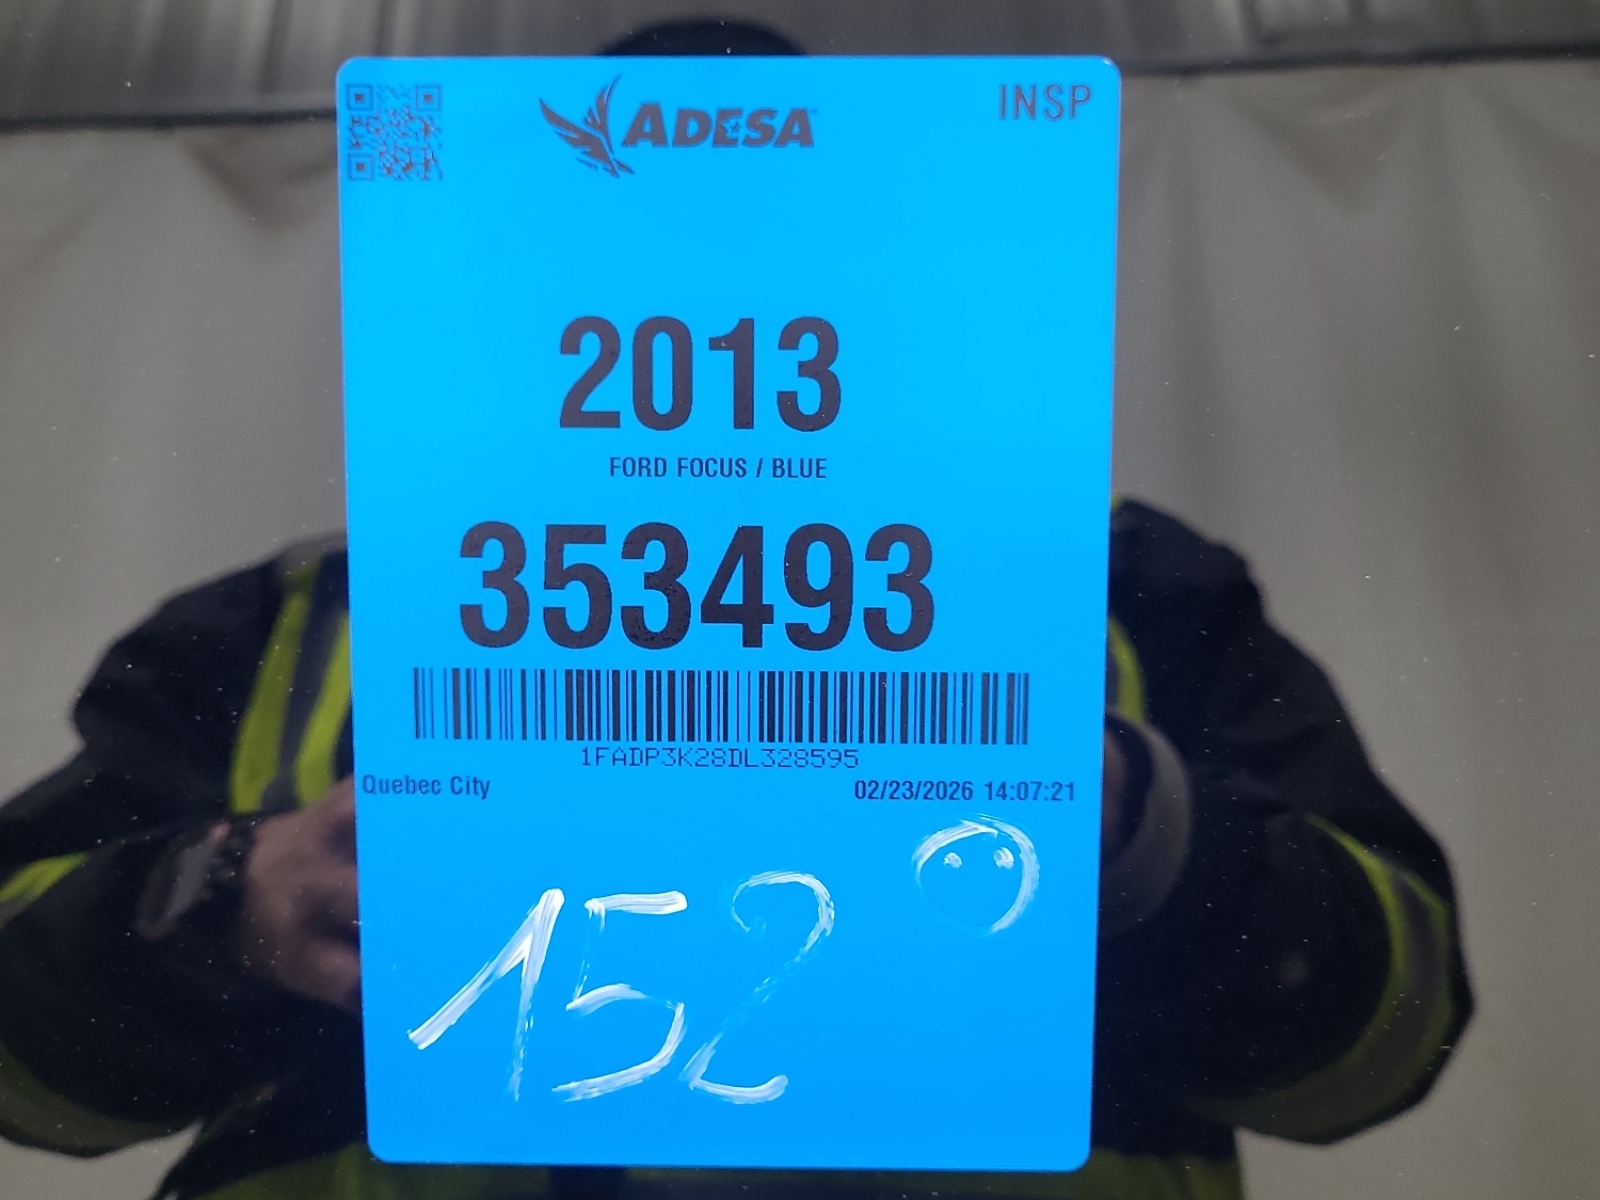 ADESA
INSP
2013
FORD FOCUS / BLUE
353493
1FADP3K28DL328595
Quebec City
02/23/2026 14:07:21
152